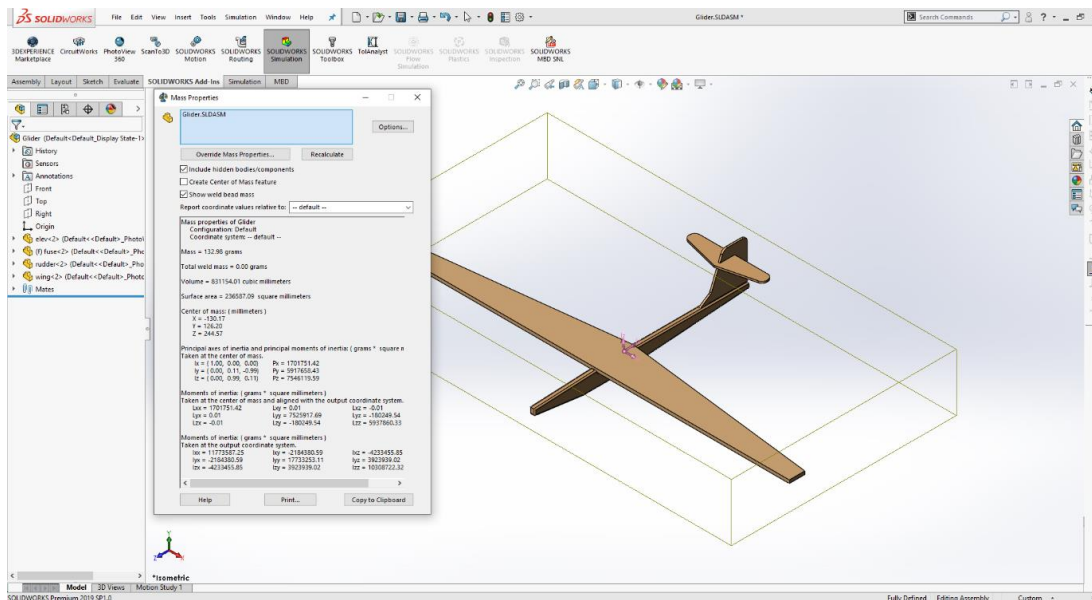 SOLIDWORKS File Edit View Insert Tools Simulation Window Help Glider.SLDASM * Search Commands
3DEXPERIENCE Marketplace
CircuitWorks
PhotoView 360
ScanTo3D
SOLIDWORKS Motion
SOLIDWORKS Routing
SOLIDWORKS Simulation
SOLIDWORKS Toolbox
TolAnalyst
SOLIDWORKS Flow Simulation
SOLIDWORKS Plastics
SOLIDWORKS Inspection
SOLIDWORKS MBD SNL
Assembly Layout Sketch Evaluate SOLIDWORKS Add-Ins Simulation MBD
Glider (Default<Default_Display State-1>
History
Sensors
Annotations
Front
Top
Right
Origin
elev<2> (Default<<Default>_PhotoV
(f) fuse<2> (Default<<Default>_Phc
rudder<2> (Default<<Default>_Pho
wing<2> (Default<<Default>_Photo
Mates
Mass Properties
Glider.SLDASM
Options...
Override Mass Properties... Recalculate
Include hidden bodies/components
Create Center of Mass feature
Show weld bead mass
Report coordinate values relative to: -- default --
Mass properties of Glider
Configuration: Default
Coordinate system: -- default --
Mass = 132.98 grams
Total weld mass = 0.00 grams
Volume = 831154.01 cubic millimeters
Surface area = 236587.09 square millimeters
Center of mass: ( millimeters )
X = -130.17
Y = 126.20
Z = 244.57
Principal axes of inertia and principal moments of inertia: ( grams * square n
Taken at the center of mass.
Ix = ( 1.00, 0.00, 0.00) Px = 1701751.42
Iy = ( 0.00, 0.11, -0.99) Py = 5917658.43
Iz = ( 0.00, 0.99, 0.11) Pz = 7546119.59
Moments of inertia: ( grams * square millimeters )
Taken at the center of mass and aligned with the output coordinate system.
Lxx = 1701751.42 Lxy = 0.01 Lxz = -0.01
Lyx = 0.01 Lyy = 7525917.69 Lyz = -180249.54
Lzx = -0.01 Lzy = -180249.54 Lzz = 5937860.33
Moments of inertia: ( grams * square millimeters )
Taken at the output coordinate system.
Ixx = 11773587.25 Ixy = -2184380.59 Ixz = -4233455.85
Iyx = -2184380.59 Iyy = 17733253.11 Iyz = 3923939.02
Izx = -4233455.85 Izy = 3923939.02 Izz = 10308722.32
Help Print... Copy to Clipboard
*Isometric
Model 3D Views Motion Study 1
SOLIDWORKS Premium 2019 SP1.0 Fully Defined Editing Assembly Custom